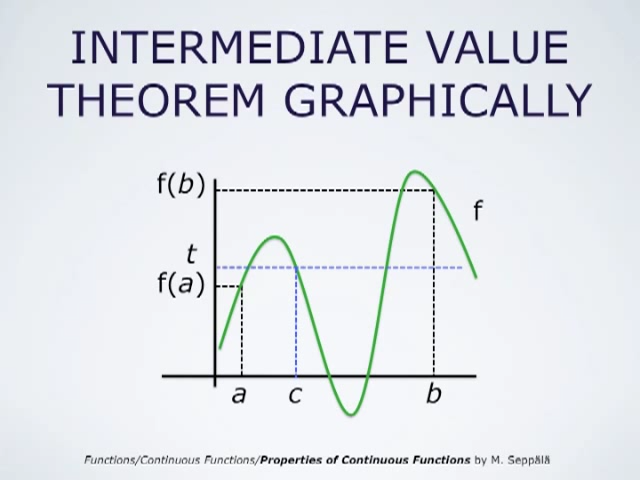 INTERMEDIATE VALUE
THEOREM GRAPHICALLY
f(b)
f
t
f(a)
a
c
b
Functions/Continuous Functions/Properties of Continuous Functions by M. Seppälä